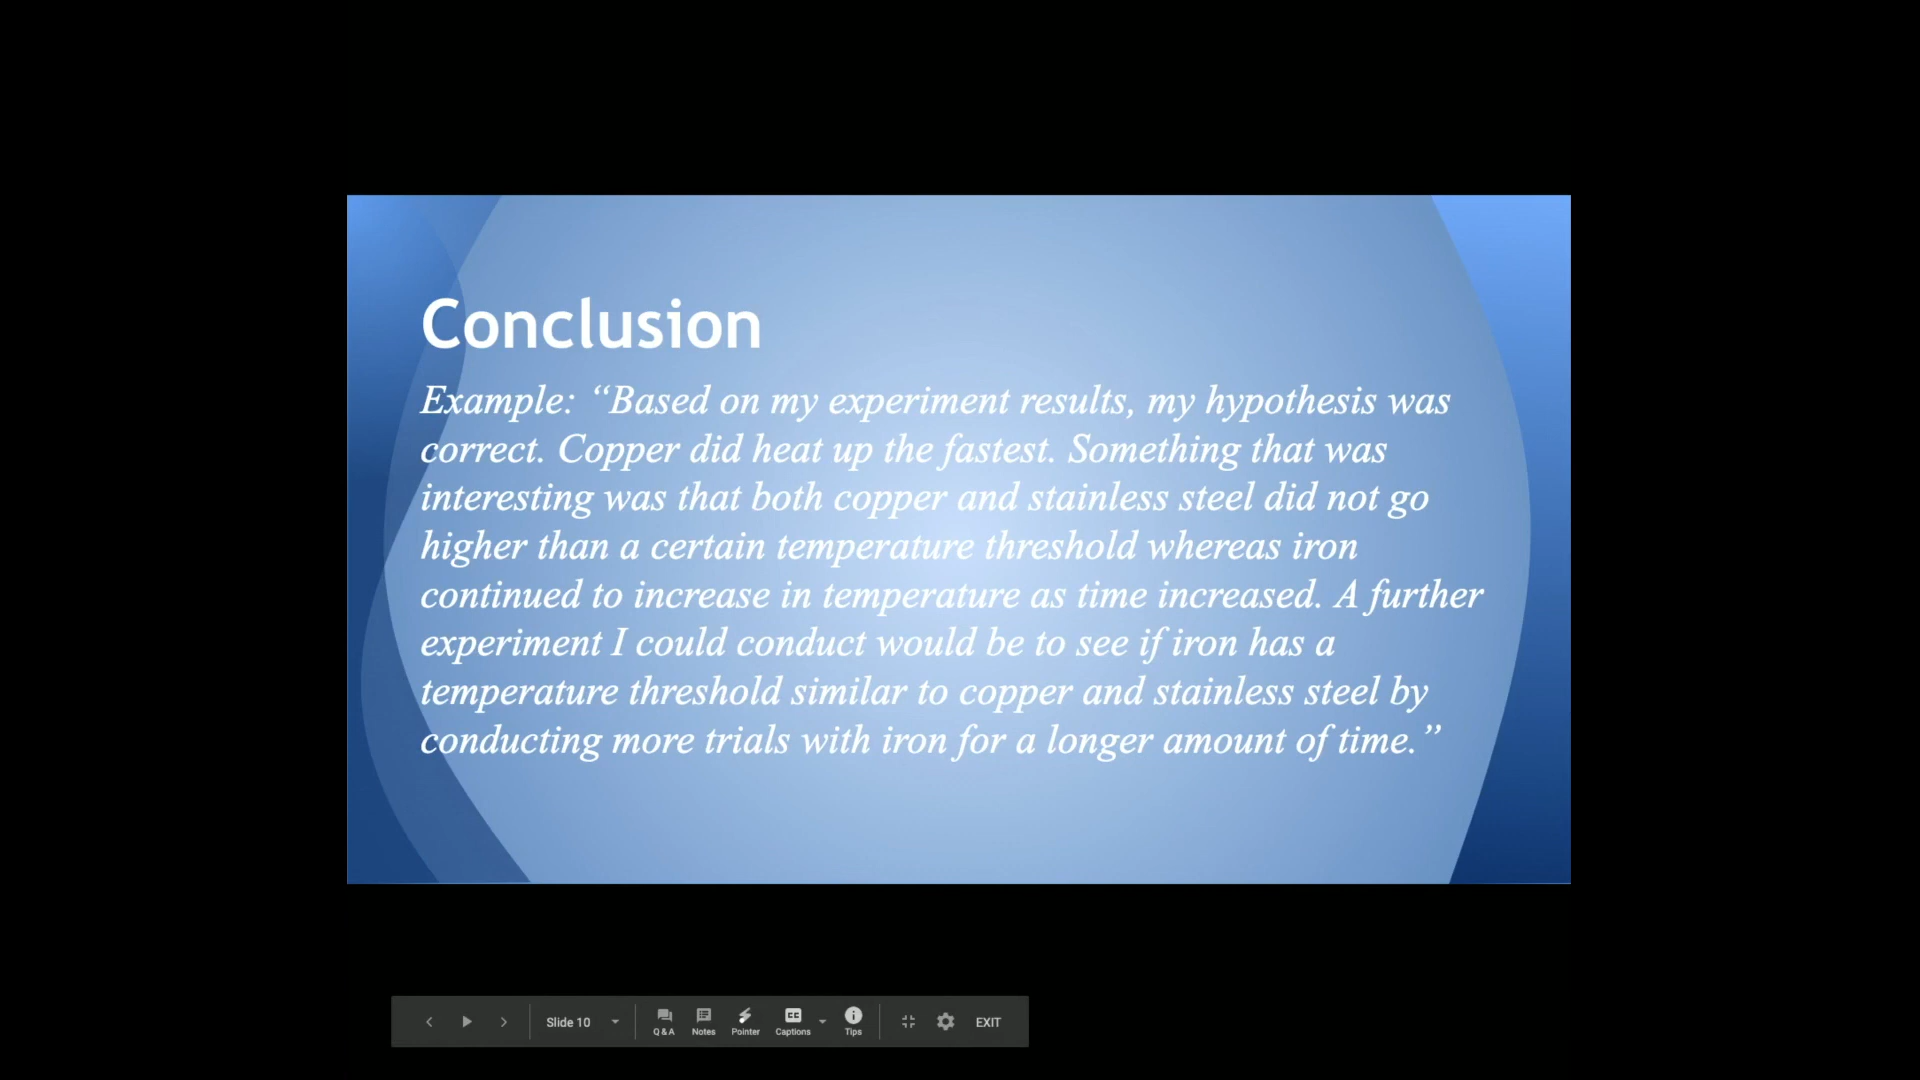 Conclusion
Example: “Based on my experiment results, my hypothesis was
correct. Copper did heat up the fastest. Something that was
interesting was that both copper and stainless steel did not go
higher than a certain temperature threshold whereas iron
continued to increase in temperature as time increased. A further
experiment I could conduct would be to see if iron has a
temperature threshold similar to copper and stainless steel by
conducting more trials with iron for a longer amount of time.”
Slide 10
Q & A
Notes
Pointer
CC
Captions
Tips
EXIT